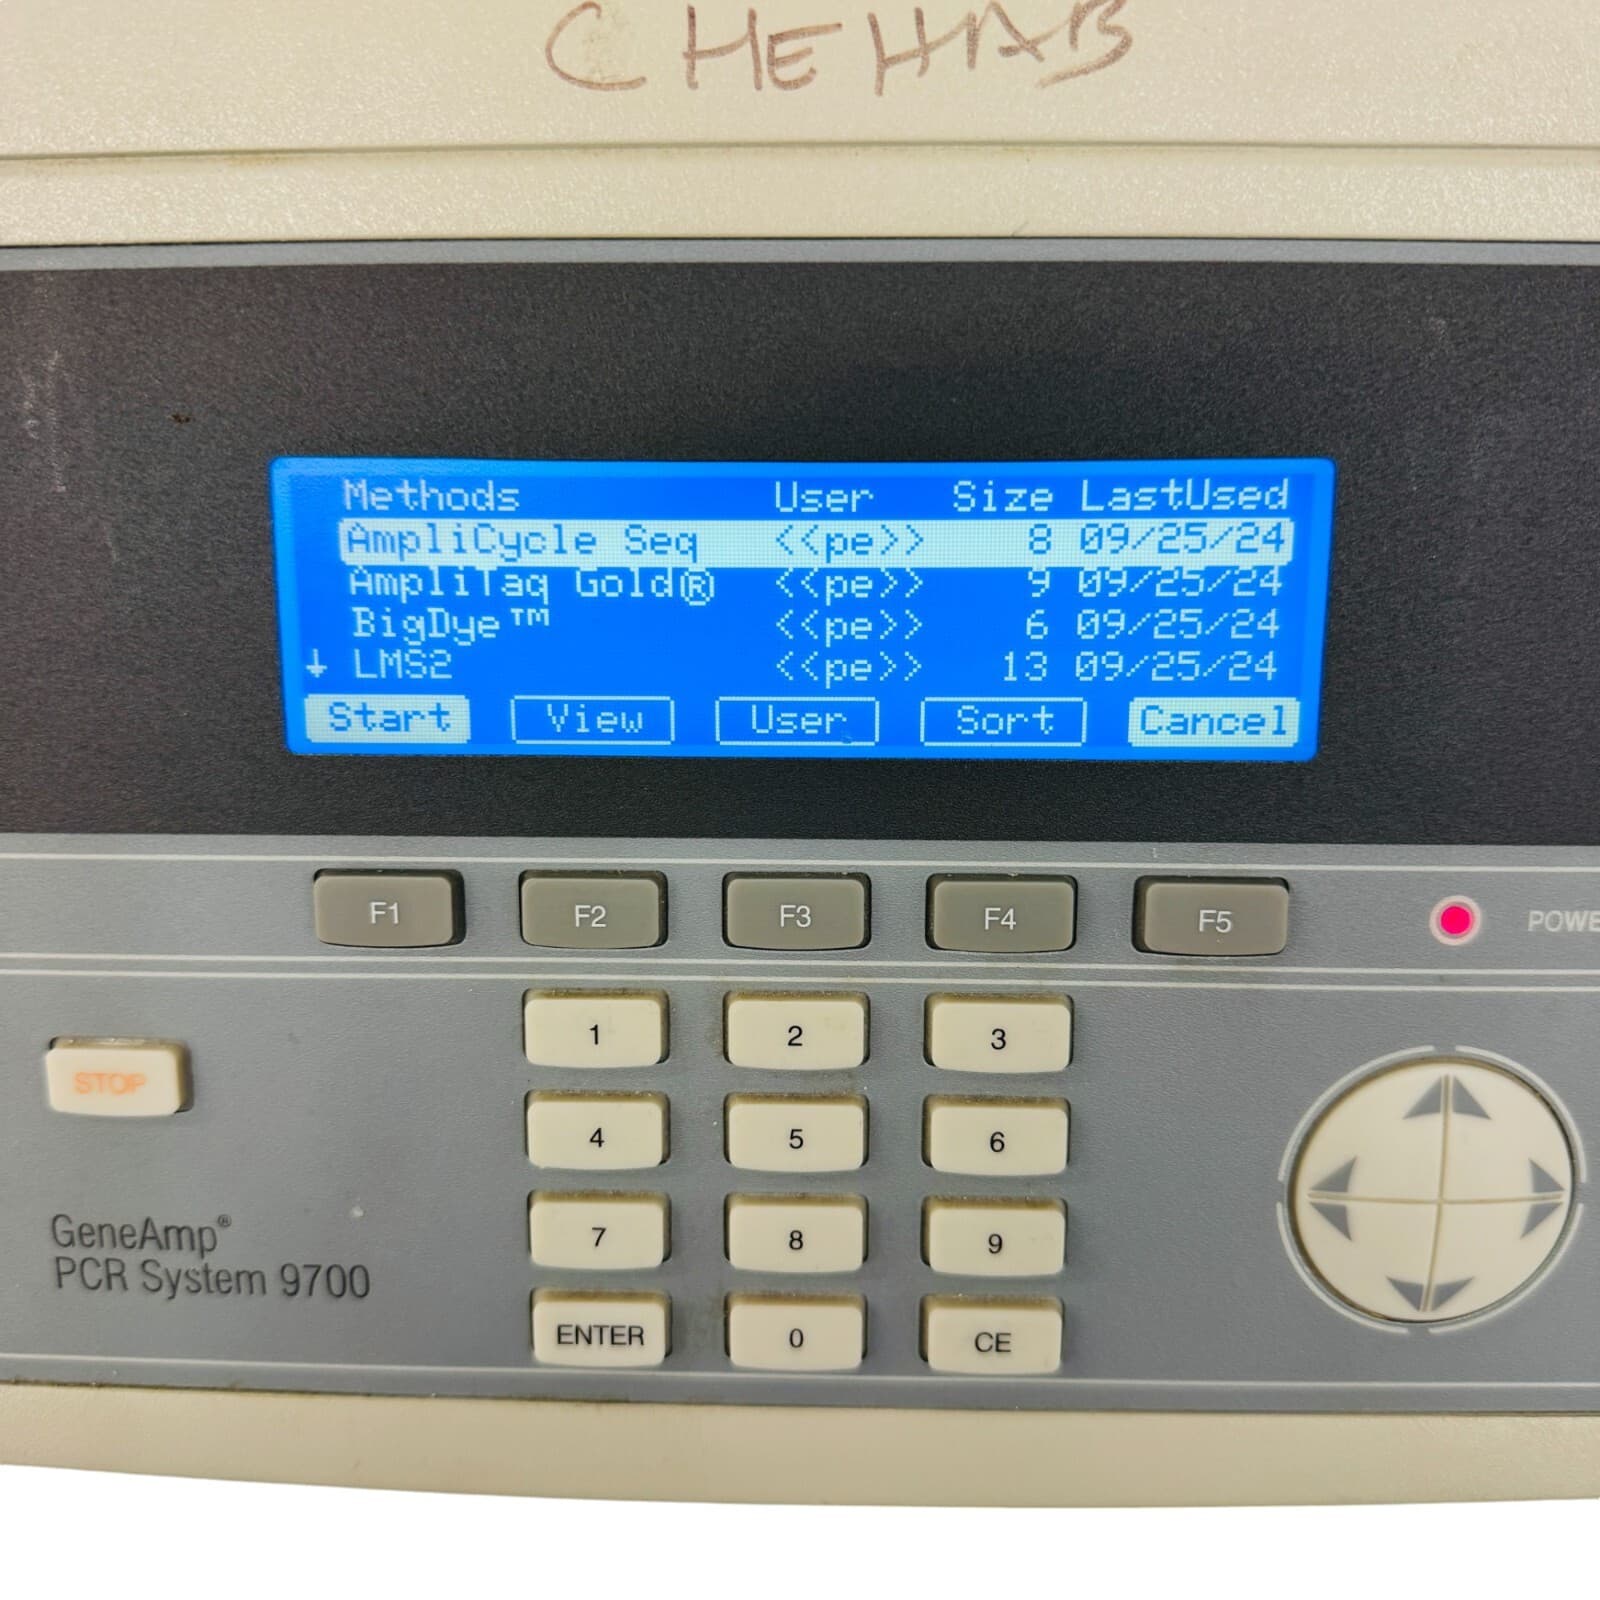 CHEHAB
Methods User Size LastUsed
AmpliCycle Seq <<pe>> 8 09/25/24
AmpliTaq Gold® <<pe>> 9 09/25/24
BigDye™ <<pe>> 6 09/25/24
LMS2 <<pe>> 13 09/25/24
Start View User Sort Cancel
F1 F2 F3 F4 F5 POWE
1 2 3
STOP
4 5 6
7 8 9
GeneAmp®
PCR System 9700
ENTER 0 CE